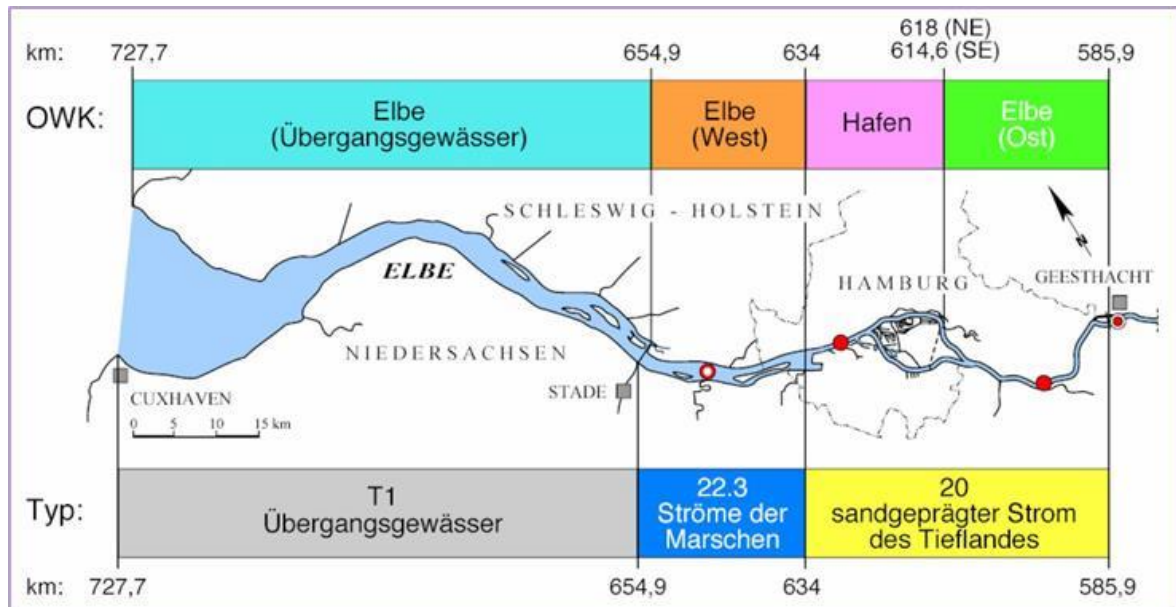 618 (NE)
km: 727,7 654,9 634 614,6 (SE) 585,9
OWK:
Elbe
(Übergangsgewässer)
Elbe
(West)
Hafen
Elbe
(Ost)
SCHLESWIG - HOLSTEIN
N
ELBE
HAMBURG
GEESTHACHT
NIEDERSACHSEN
STADE
CUXHAVEN
0 5 10 15 km
Typ:
T1
Übergangsgewässer
22.3
Ströme der
Marschen
20
sandgeprägter Strom
des Tieflandes
km: 727,7 654,9 634 585,9